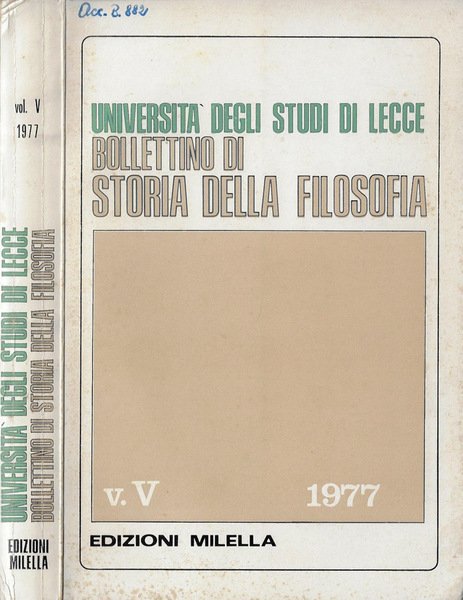 Acc. B. 882
UNIVERSITA` DEGLI STUDI DI LECCE
BOLLETTINO DI
STORIA DELLA FILOSOFIA
v. V 1977
EDIZIONI MILELLA
vol. V
1977
UNIVERSITA` DEGLI STUDI DI LECCE
BOLLETTINO DI STORIA DELLA FILOSOFIA
EDIZIONI
MILELLA